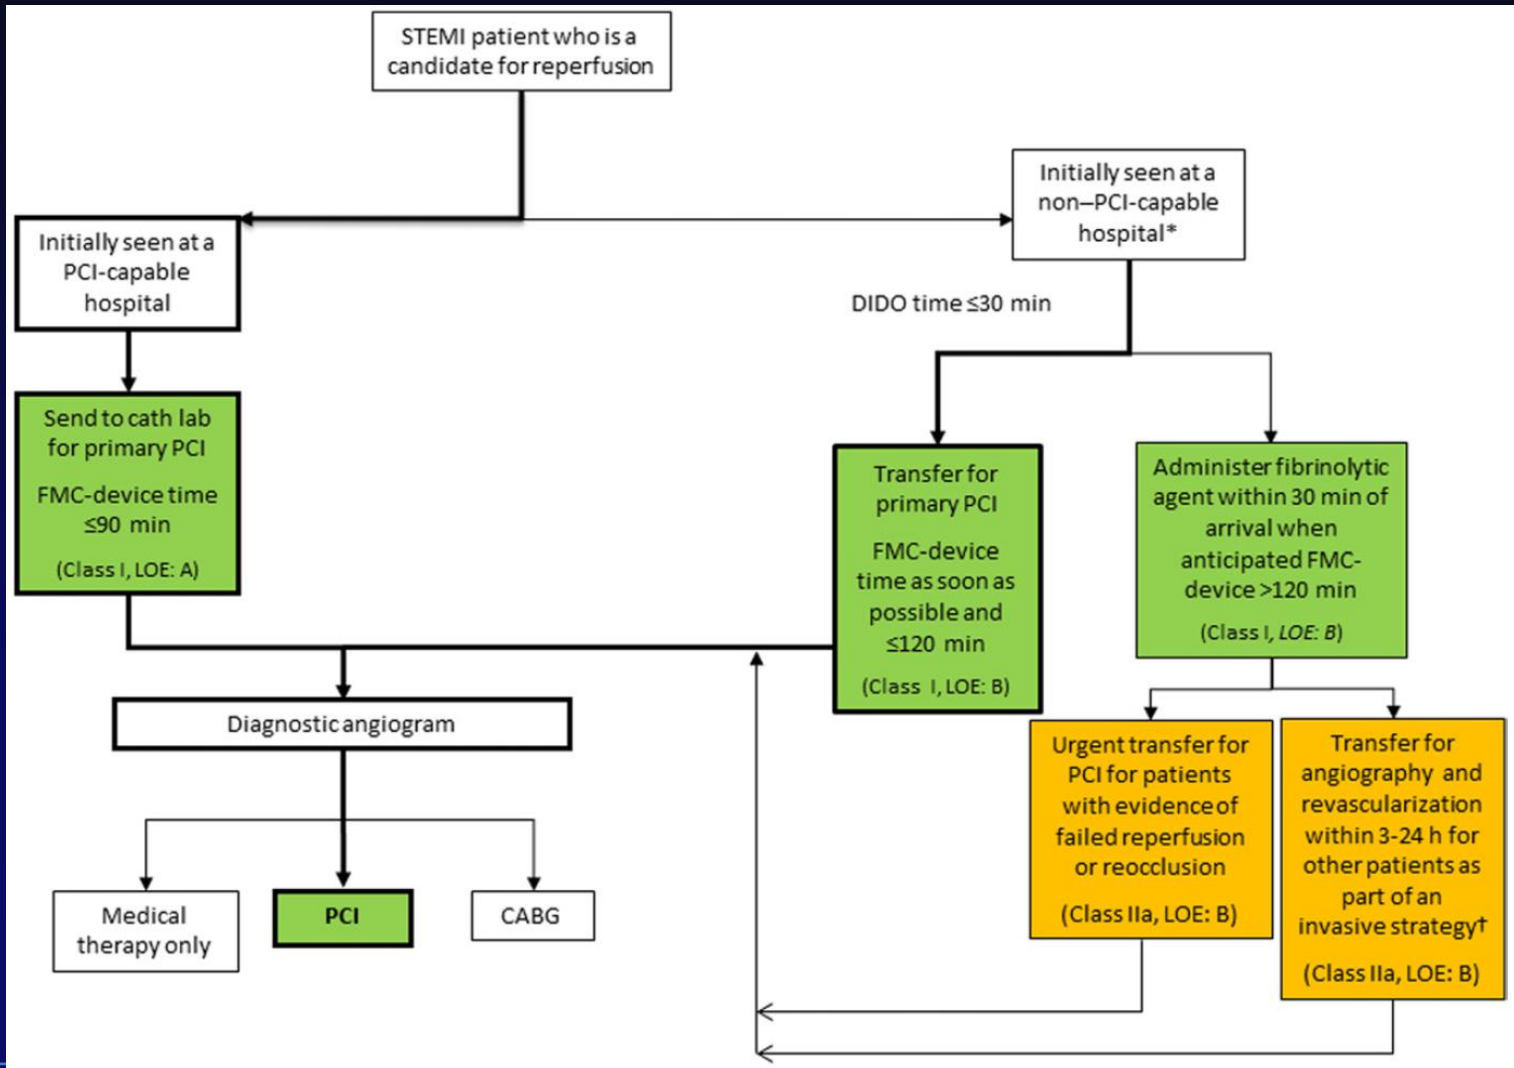 STEMI patient who is a
candidate for reperfusion
Initially seen at a
non–PCI-capable
hospital*
Initially seen at a
PCI-capable
hospital
DIDO time ≤30 min
Send to cath lab
for primary PCI
FMC-device time
≤90 min
(Class I, LOE: A)
Transfer for
primary PCI
FMC-device
time as soon as
possible and
≤120 min
(Class I, LOE: B)
Administer fibrinolytic
agent within 30 min of
arrival when
anticipated FMC-
device >120 min
(Class I, LOE: B)
Diagnostic angiogram
Urgent transfer for
PCI for patients
with evidence of
failed reperfusion
or reocclusion
(Class IIa, LOE: B)
Transfer for
angiography and
revascularization
within 3-24 h for
other patients as
part of an
invasive strategy†
(Class IIa, LOE: B)
Medical
therapy only
PCI
CABG